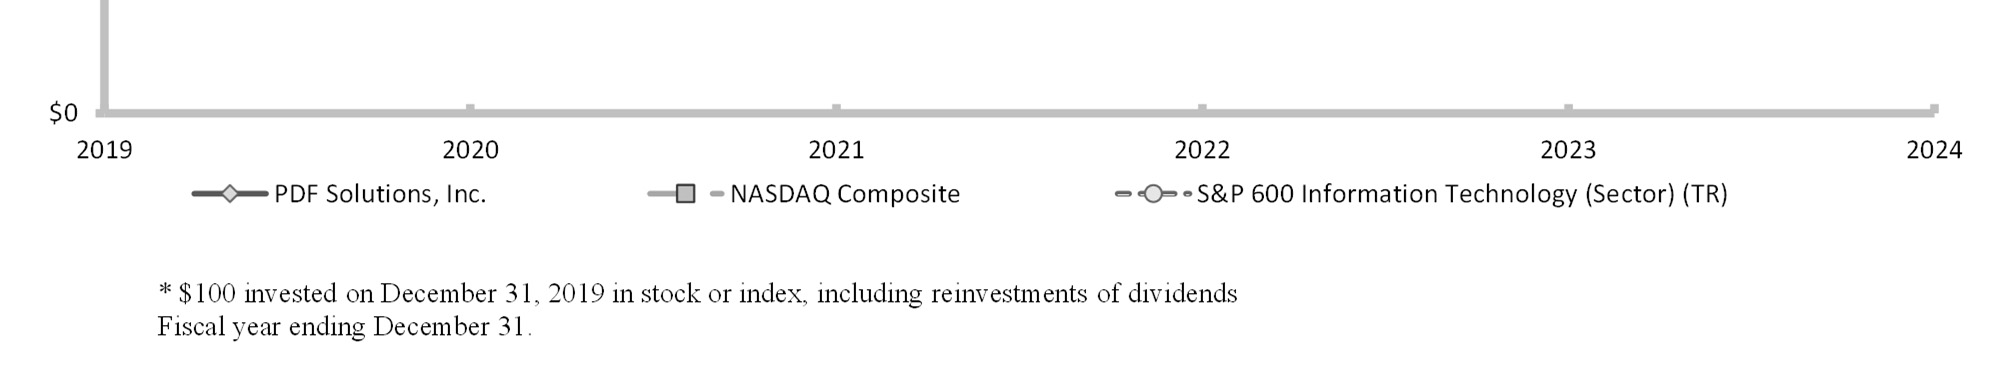 $0
2019 2020 2021 2022 2023 2024
PDF Solutions, Inc. NASDAQ Composite S&P 600 Information Technology (Sector) (TR)
* $100 invested on December 31, 2019 in stock or index, including reinvestments of dividends
Fiscal year ending December 31.